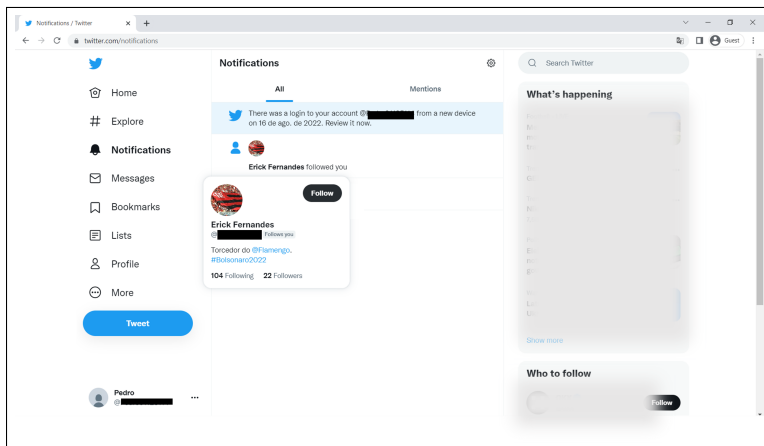 Notifications / Twitter
twitter.com/notifications
Guest
Home
Explore
Notifications
Messages
Bookmarks
Lists
Profile
More
Tweet
Pedro
@
Notifications
All
Mentions
There was a login to your account @ from a new device
on 16 de ago. de 2022. Review it now.
Erick Fernandes followed you
Follow
Erick Fernandes
@ Follows you
Torcedor do @Flamengo.
#Bolsonaro2022
104 Following 22 Followers
Search Twitter
What's happening
Show more
Who to follow
Follow